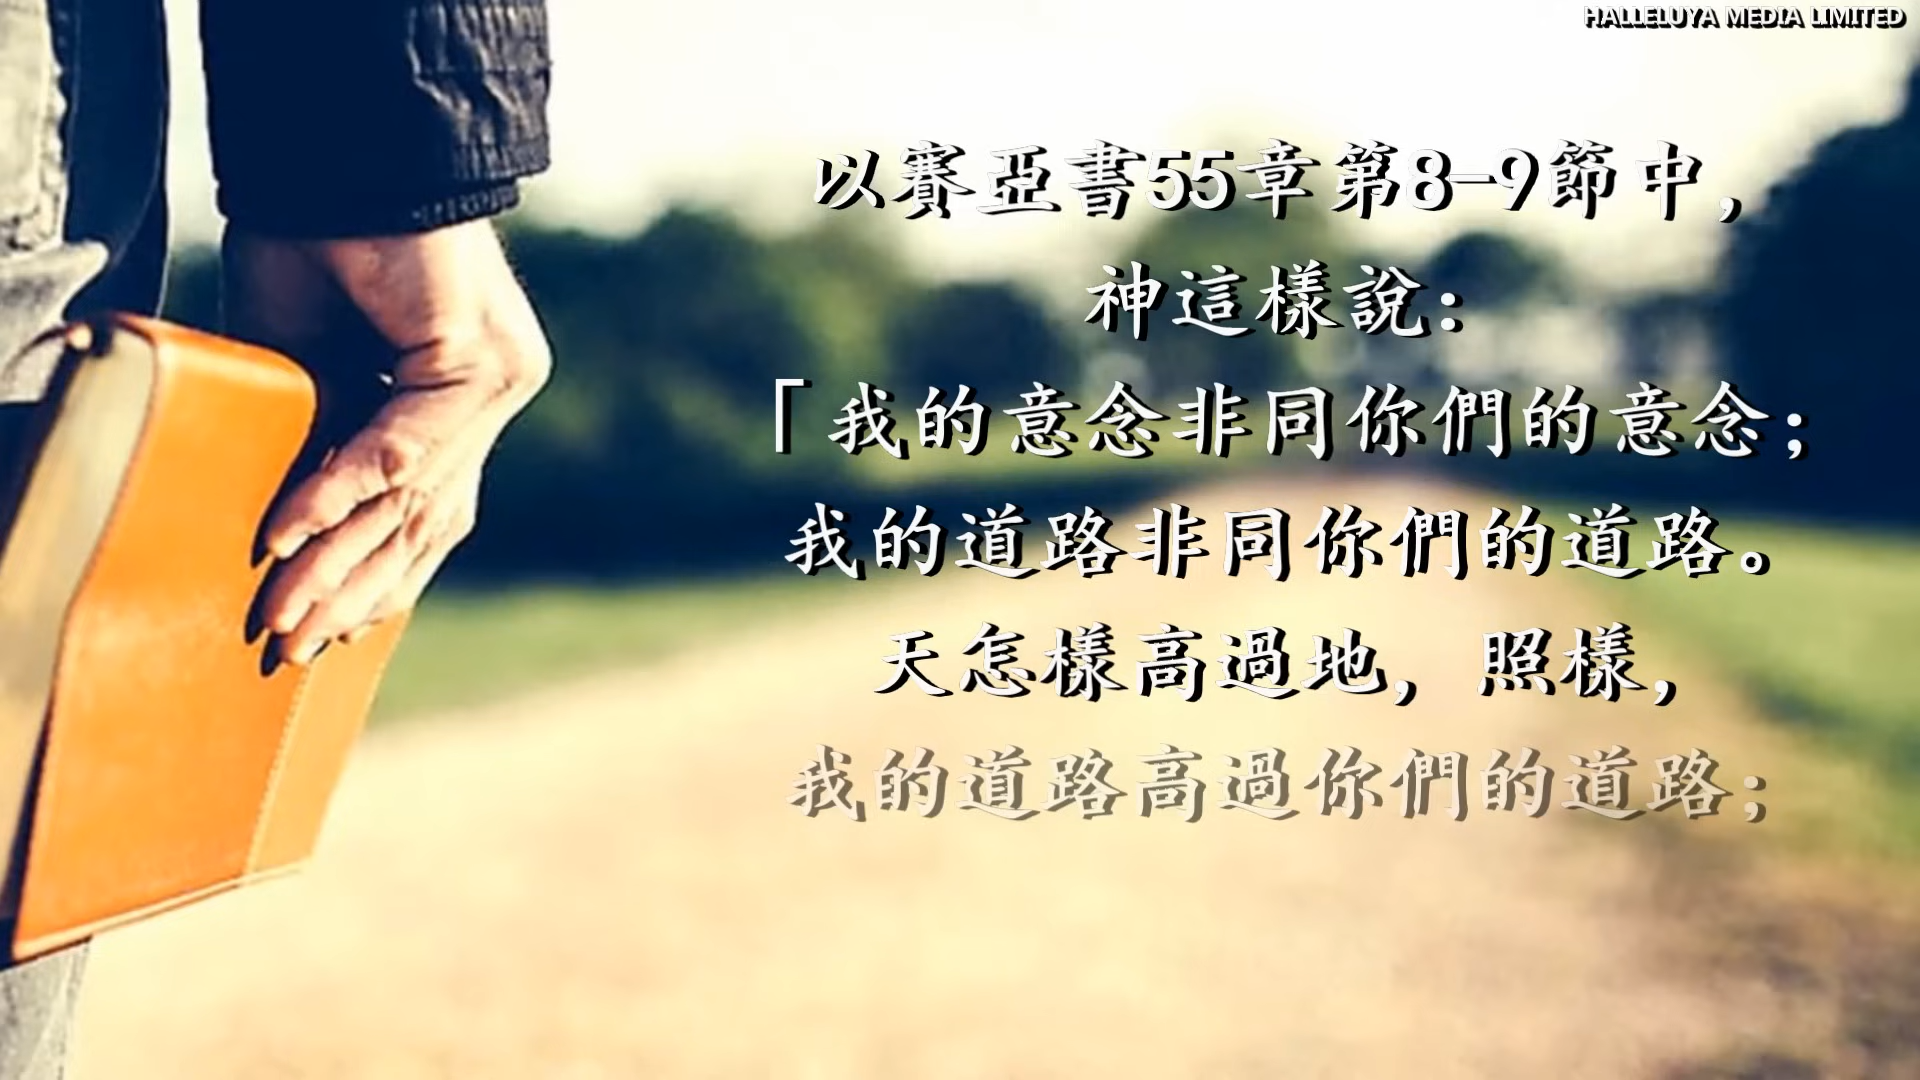 HALLELUYA MEDIA LIMITED
以賽亞書55章第8-9節中，
神這樣說：
「我的意念非同你們的意念；
我的道路非同你們的道路。
天怎樣高過地，照樣，
我的道路高過你們的道路；